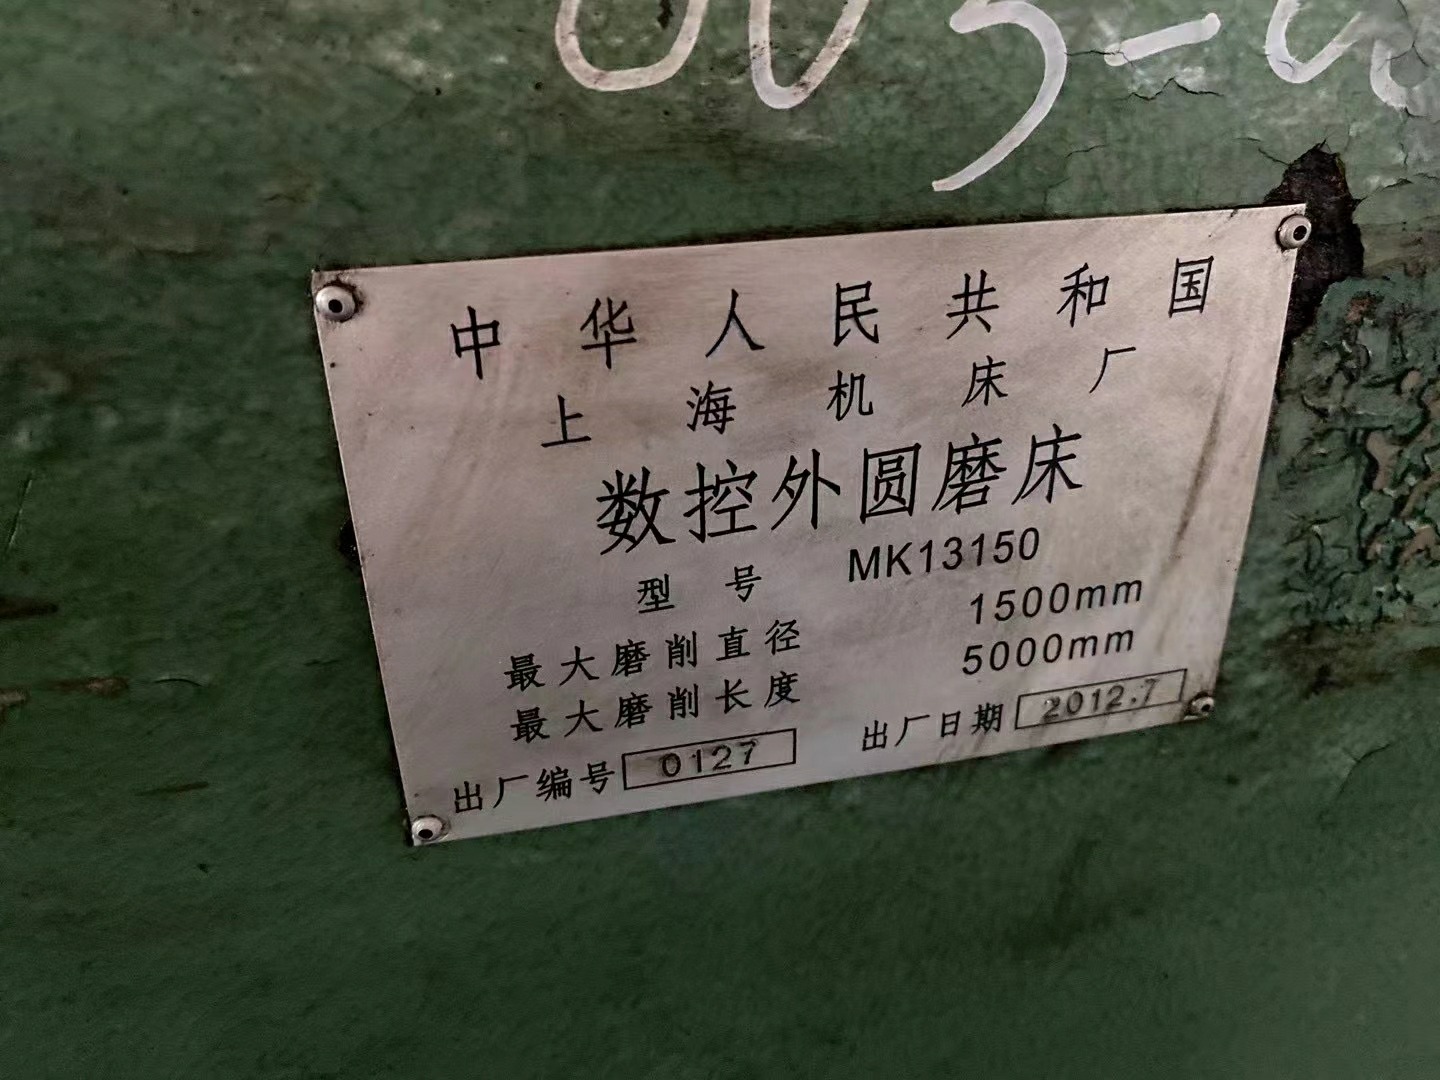 中华人民共和国
上海机床厂
数控外圆磨床
型号 MK13150
最大磨削直径 1500mm
最大磨削长度 5000mm
出厂编号 0127 出厂日期 2012.7